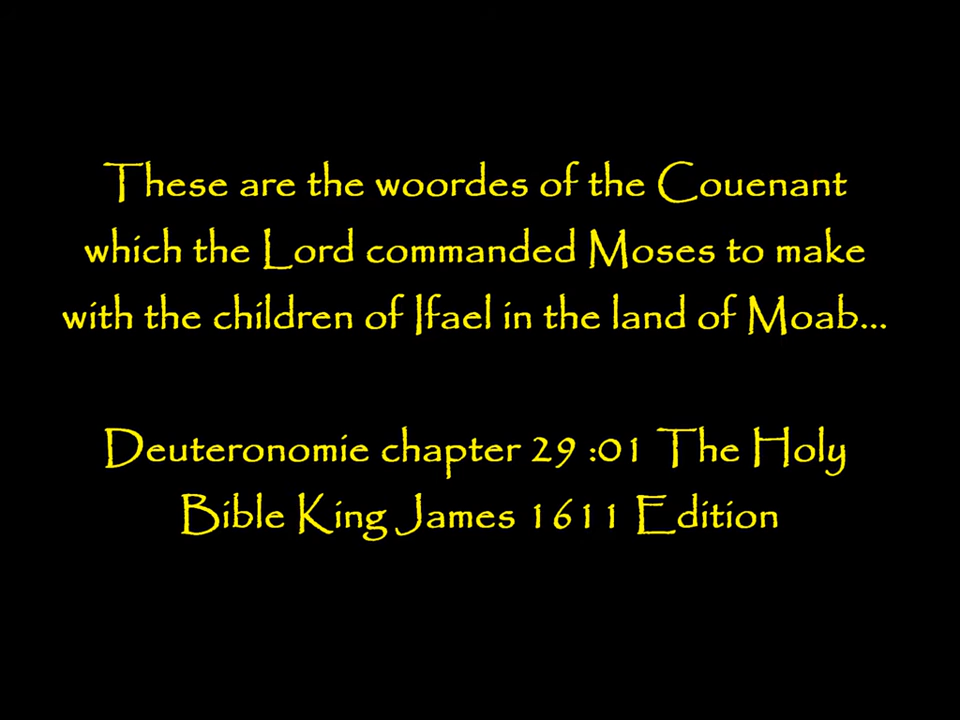 These are the woordes of the Couenant
which the Lord commanded Moses to make
with the children of Ifael in the land of Moab...
Deuteronomie chapter 29 :01 The Holy
Bible King James 1611 Edition